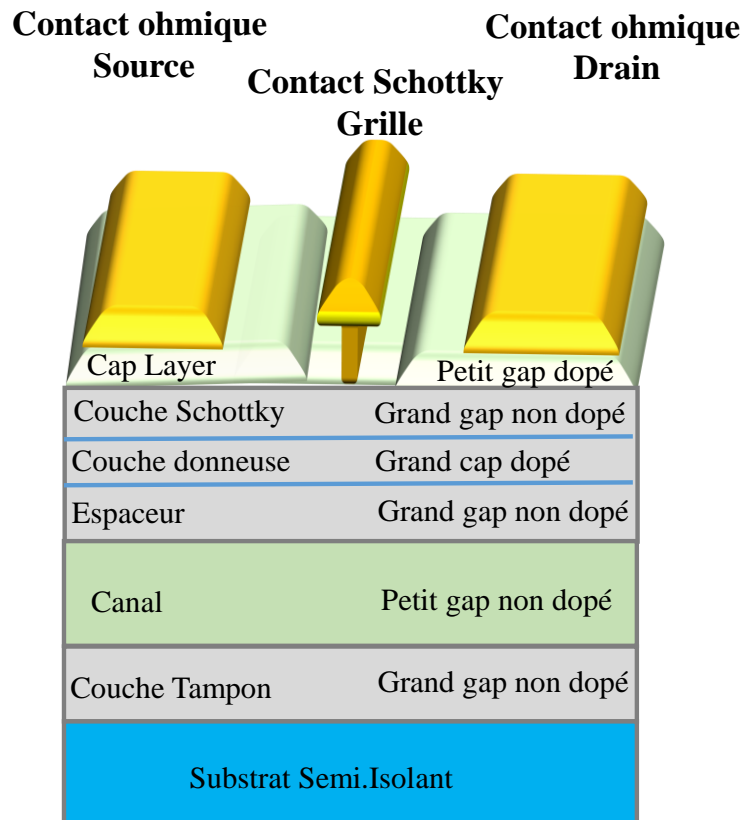 Contact ohmique
Source
Contact Schottky
Grille
Contact ohmique
Drain
Cap Layer
Petit gap dopé
Couche Schottky
Grand gap non dopé
Couche donneuse
Grand cap dopé
Espaceur
Grand gap non dopé
Canal
Petit gap non dopé
Couche Tampon
Grand gap non dopé
Substrat Semi.Isolant